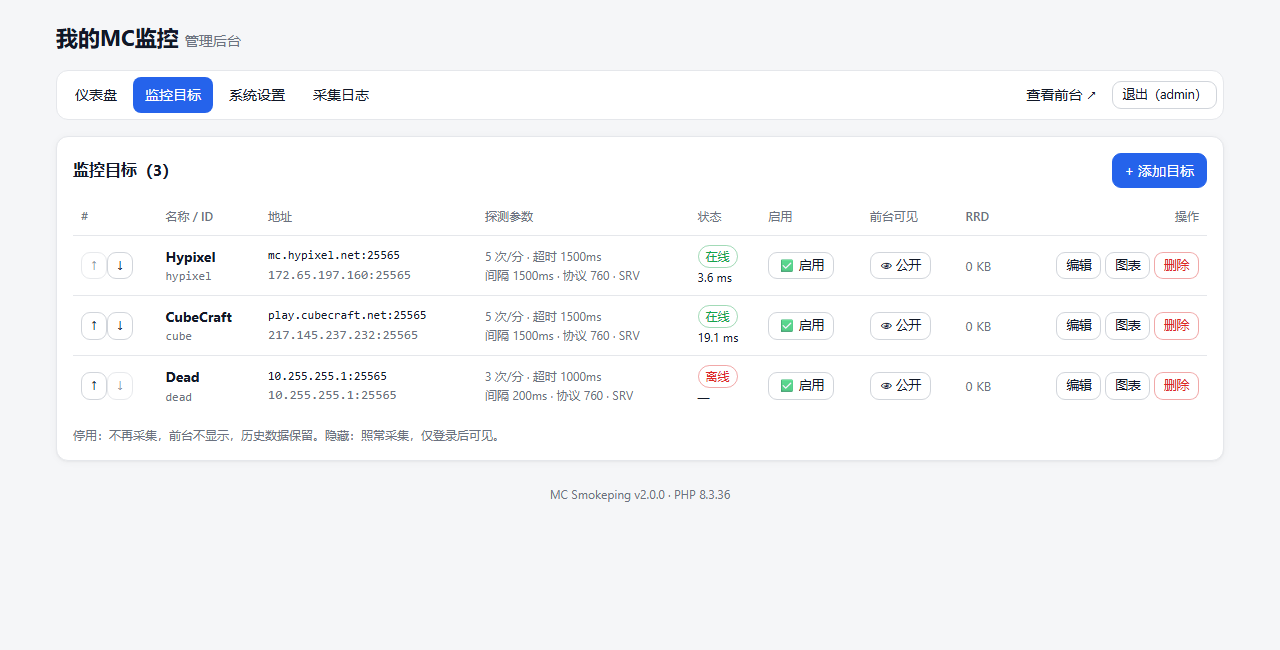 我的MC监控 管理后台
仪表盘 监控目标 系统设置 采集日志 查看前台 ↗ 退出（admin）
监控目标（3） + 添加目标
# 名称 / ID 地址 探测参数 状态 启用 前台可见 RRD 操作
↑ ↓ Hypixel mc.hypixel.net:25565 5 次/分 · 超时 1500ms 在线 ✅ 启用 👁 公开 0 KB 编辑 图表 删除
hypixel 172.65.197.160:25565 间隔 1500ms · 协议 760 · SRV 3.6 ms
↑ ↓ CubeCraft play.cubecraft.net:25565 5 次/分 · 超时 1500ms 在线 ✅ 启用 👁 公开 0 KB 编辑 图表 删除
cube 217.145.237.232:25565 间隔 1500ms · 协议 760 · SRV 19.1 ms
↑ ↓ Dead 10.255.255.1:25565 3 次/分 · 超时 1000ms 离线 ✅ 启用 👁 公开 0 KB 编辑 图表 删除
dead 10.255.255.1:25565 间隔 200ms · 协议 760 · SRV —
停用：不再采集，前台不显示，历史数据保留。隐藏：照常采集，仅登录后可见。
MC Smokeping v2.0.0 · PHP 8.3.36